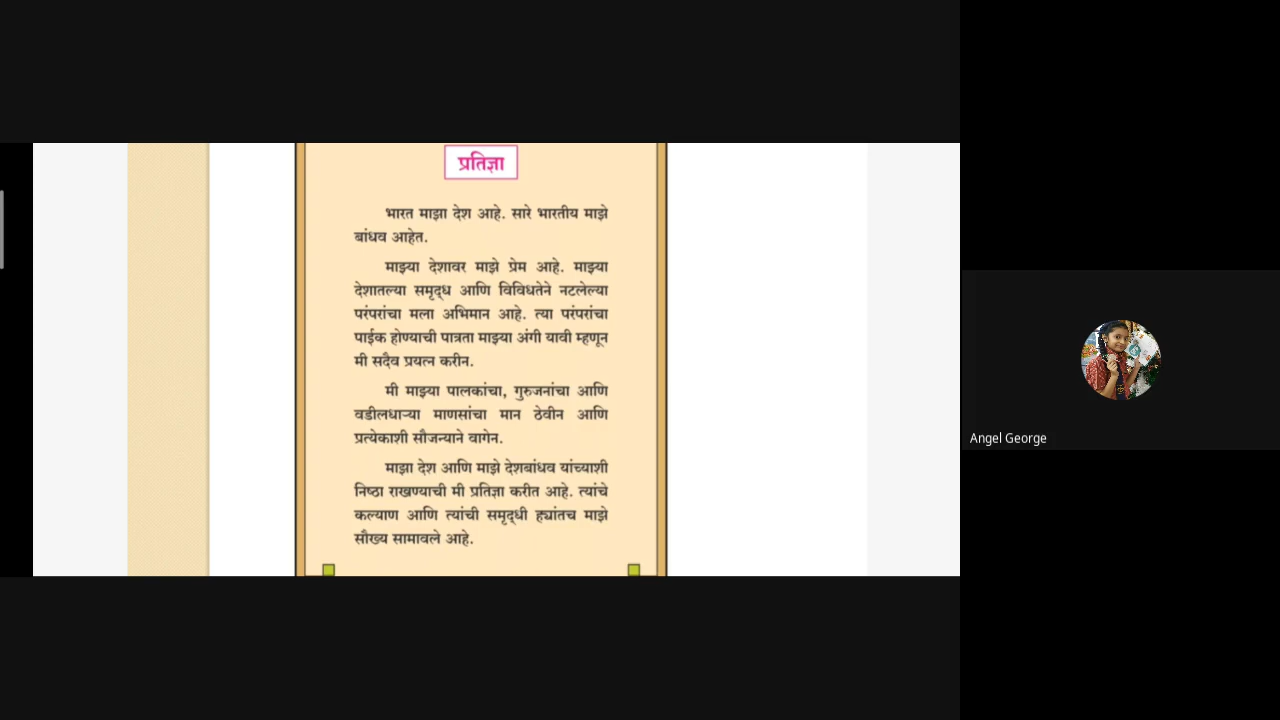 प्रतिज्ञा
भारत माझा देश आहे. सारे भारतीय माझे
बांधव आहेत.
माझ्या देशावर माझे प्रेम आहे. माझ्या
देशातल्या समृद्ध आणि विविधतेने नटलेल्या
परंपरांचा मला अभिमान आहे. त्या परंपरांचा
पाईक होण्याची पात्रता माझ्या अंगी यावी म्हणून
मी सदैव प्रयत्न करीन.
मी माझ्या पालकांचा, गुरुजनांचा आणि
वडीलधाऱ्या माणसांचा मान ठेवीन आणि
प्रत्येकाशी सौजन्याने वागेन.
माझा देश आणि माझे देशबांधव यांच्याशी
निष्ठा राखण्याची मी प्रतिज्ञा करीत आहे. त्यांचे
कल्याण आणि त्यांची समृद्धी ह्यांतच माझे
सौख्य सामावले आहे.
Angel George